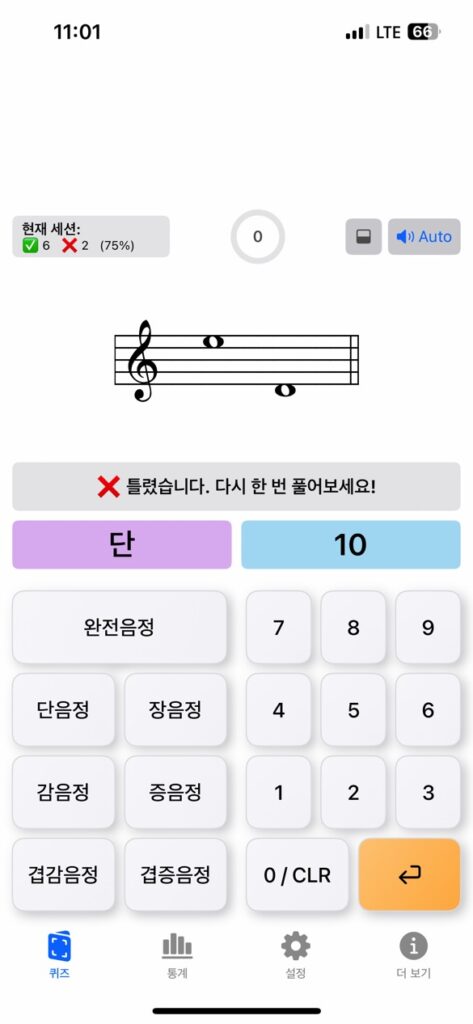 11:01
LTE 66
현재 세션:
✅ 6 ❌ 2 (75%)
0
Auto
❌ 틀렸습니다. 다시 한 번 풀어보세요!
단
10
완전음정
7
8
9
단음정
장음정
4
5
6
감음정
증음정
1
2
3
겹감음정
겹증음정
0 / CLR
퀴즈
통계
설정
더 보기